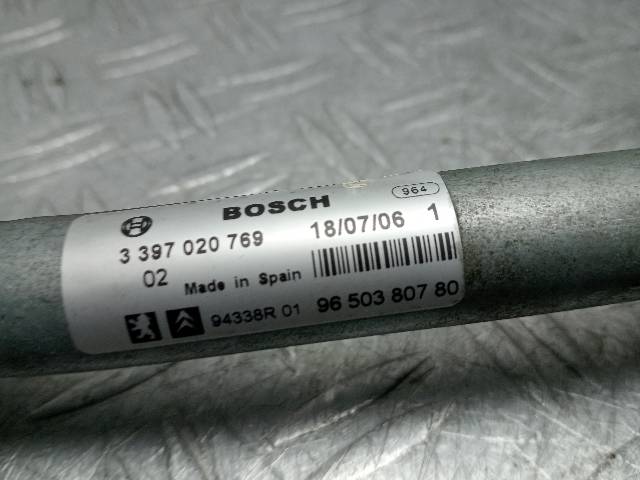 964
BOSCH
3 397 020 769 18/07/06 1
02 Made in Spain
94338R 01 96 503 807 80